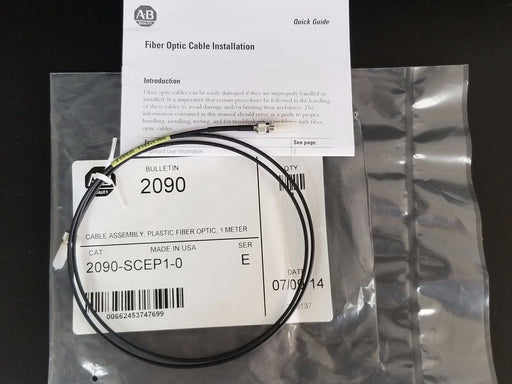 AB
Quick Guide
Fiber Optic Cable Installation
Introduction
Fiber optic cables can be easily damaged if they are improperly handled or
installed. It is imperative that certain procedures be followed in the handling
of these cables to avoid damage and/or limiting their usefulness. The
information contained in this manual should serve as a guide to proper
handling, installing, testing, and for troubleshooting problems with fiber
optic cables.
See page:
Important User Information 2
BULLETIN
2090
QTY
CABLE ASSEMBLY, PLASTIC FIBER OPTIC, 1 METER
CAT
MADE IN USA
SER
2090-SCEP1-0
E
DATE
07/09/14
00662453747699